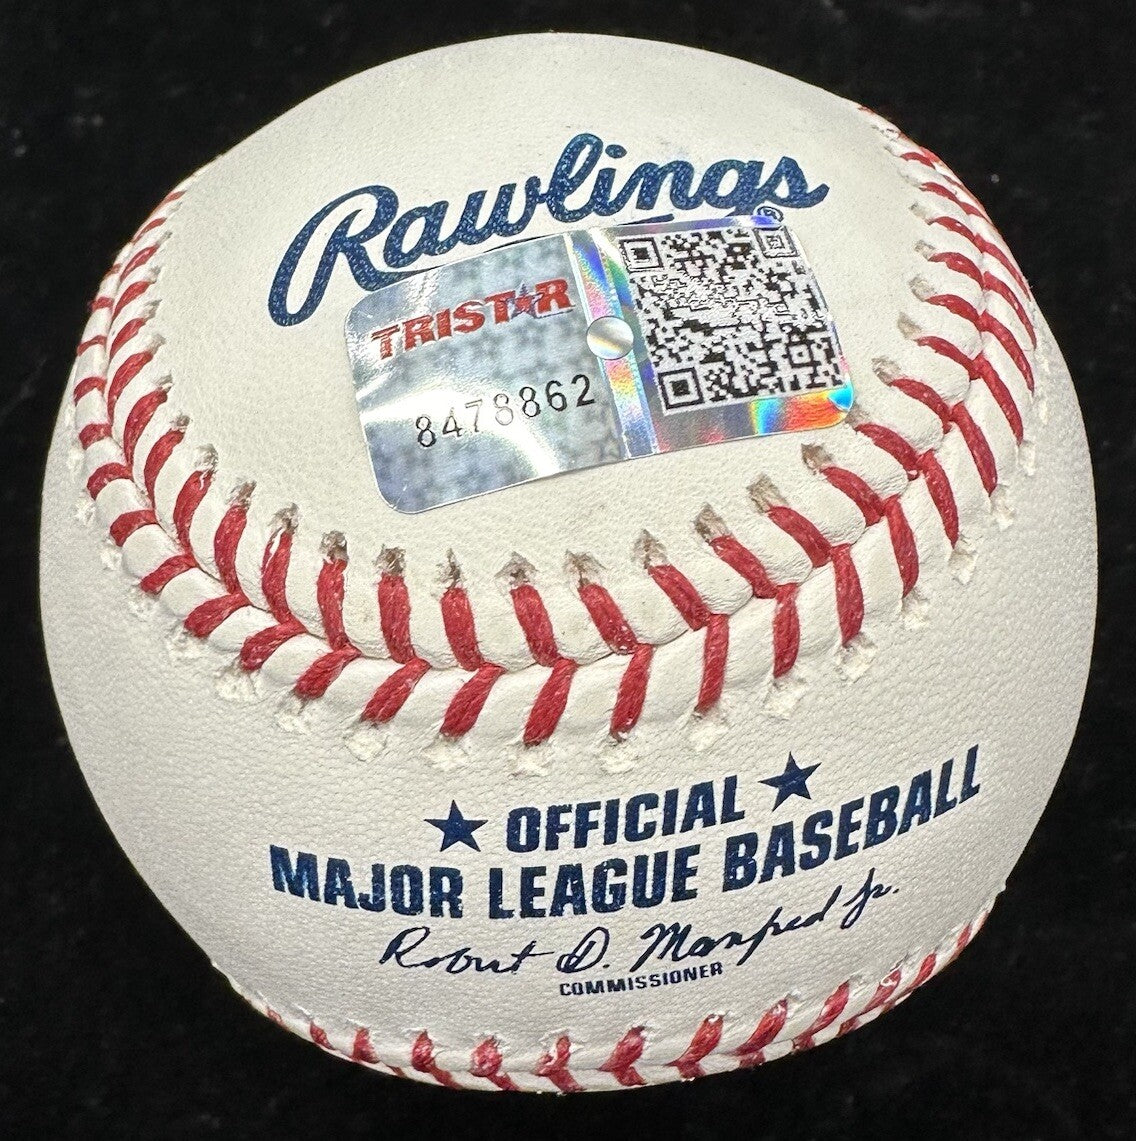 Rawlings
®
TRISTAR
8478862
OFFICIAL
MAJOR LEAGUE BASEBALL
Robert D. Manfred Jr.
COMMISSIONER